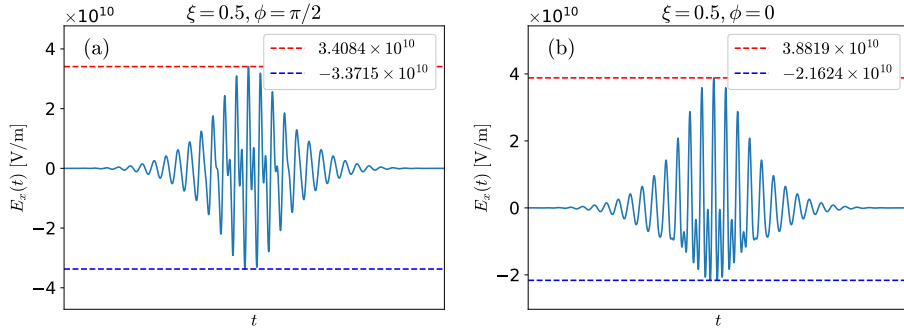 ×10¹⁰
ξ = 0.5, ϕ = π/2
(a)
3.4084 × 10¹⁰
−3.3715 × 10¹⁰
4
2
0
−2
−4
E_x(t) [V/m]
t
×10¹⁰
ξ = 0.5, ϕ = 0
(b)
3.8819 × 10¹⁰
−2.1624 × 10¹⁰
4
2
0
−2
E_x(t) [V/m]
t